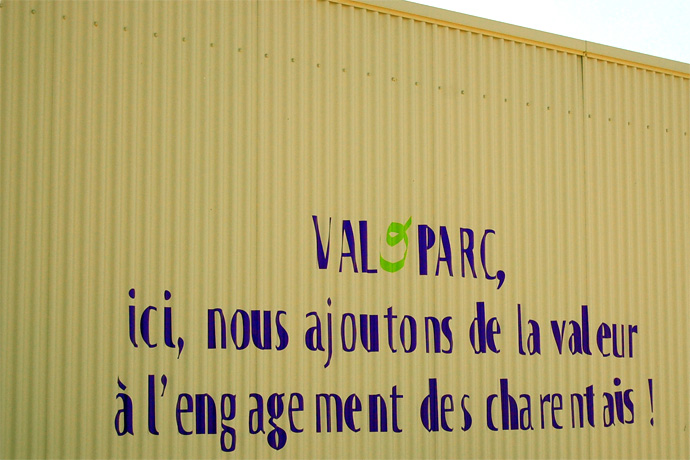 VALOPARC,
ici, nous ajoutons de la valeur
à l'engagement des charentais !